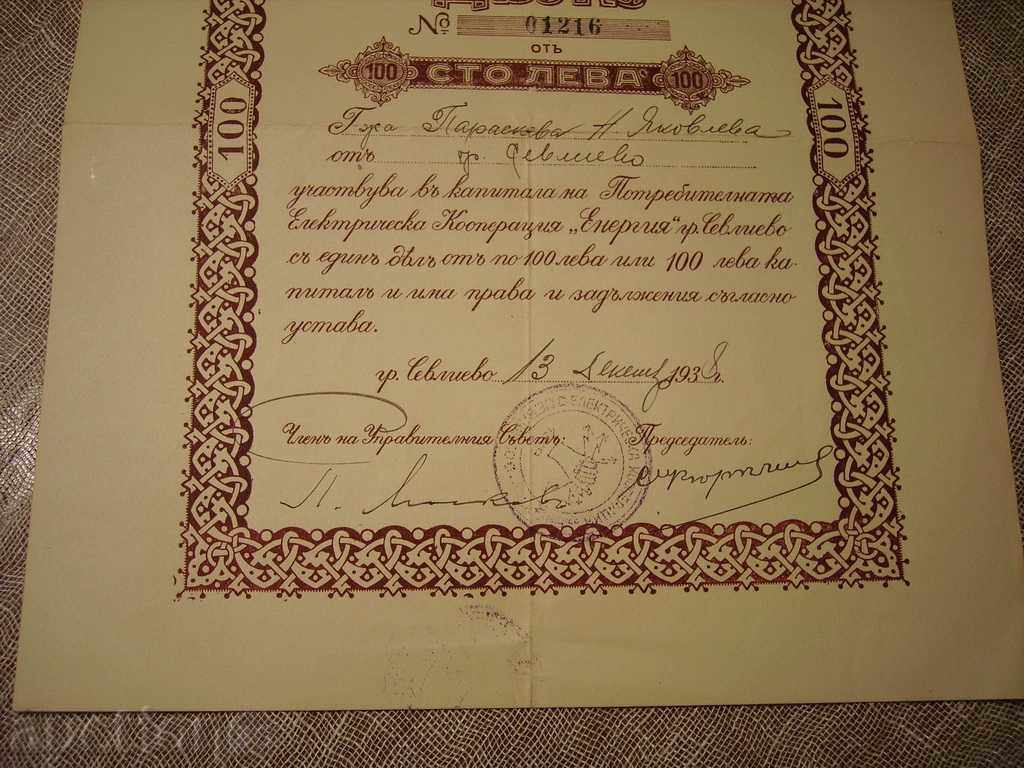 № 01216
отъ
100 СТО ЛЕВА 100
100
100
Г-жа Параскева Н. Яковлева
отъ гр. Севлиево
участвува въ капитала на Потребителната
Електрическа Кооперация „Енергия“ гр. Севлиево
съ единъ дѣлъ отъ по 100 лева или 100 лева ка-
питалъ и има права и задължения съгласно
устава.
гр. Севлиево 13 Декемв 1938 г.
Членъ на Управителния Съветъ: Председатель: